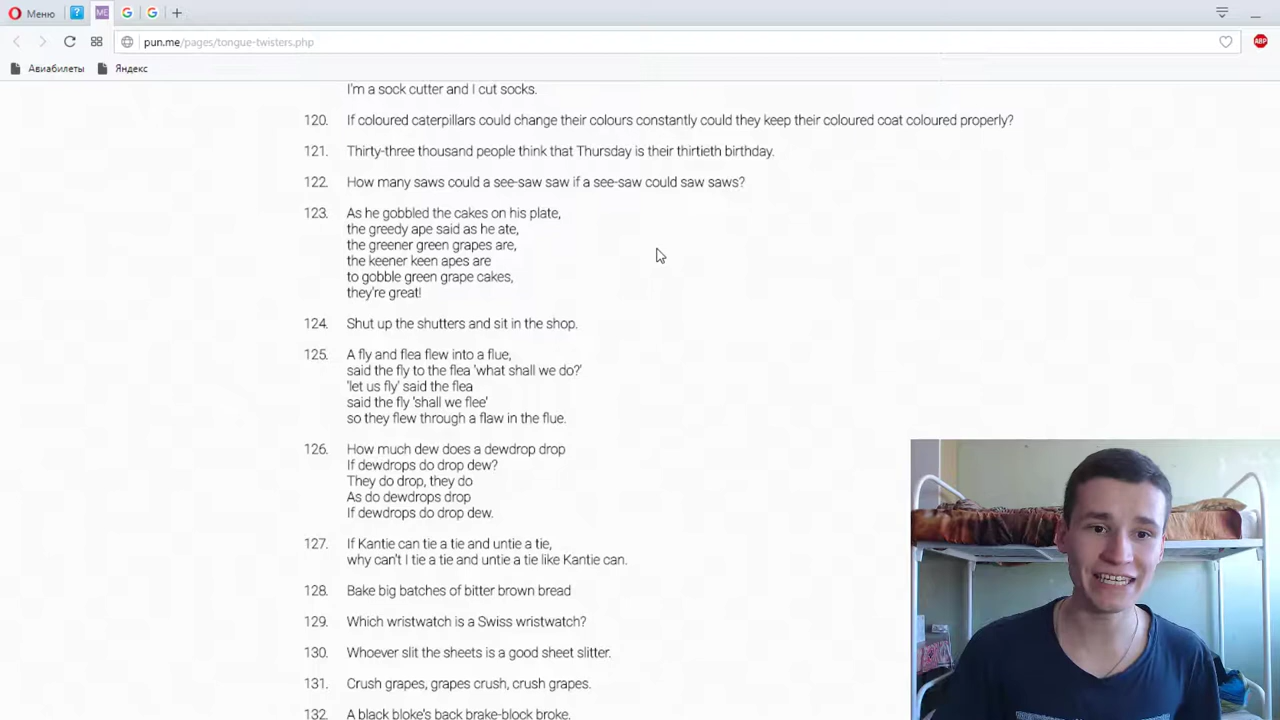 Меню
?
ME
G
G
pun.me/pages/tongue-twisters.php
ABP
Авиабилеты
Яндекс
I'm a sock cutter and I cut socks.
120. If coloured caterpillars could change their colours constantly could they keep their coloured coat coloured properly?
121. Thirty-three thousand people think that Thursday is their thirtieth birthday.
122. How many saws could a see-saw saw if a see-saw could saw saws?
123. As he gobbled the cakes on his plate,
the greedy ape said as he ate,
the greener green grapes are,
the keener keen apes are
to gobble green grape cakes,
they're great!
124. Shut up the shutters and sit in the shop.
125. A fly and flea flew into a flue,
said the fly to the flea 'what shall we do?'
'let us fly' said the flea
said the fly 'shall we flee'
so they flew through a flaw in the flue.
126. How much dew does a dewdrop drop
If dewdrops do drop dew?
They do drop, they do
As do dewdrops drop
If dewdrops do drop dew.
127. If Kantie can tie a tie and untie a tie,
why can't I tie a tie and untie a tie like Kantie can.
128. Bake big batches of bitter brown bread
129. Which wristwatch is a Swiss wristwatch?
130. Whoever slit the sheets is a good sheet slitter.
131. Crush grapes, grapes crush, crush grapes.
132. A black bloke's back brake-block broke.